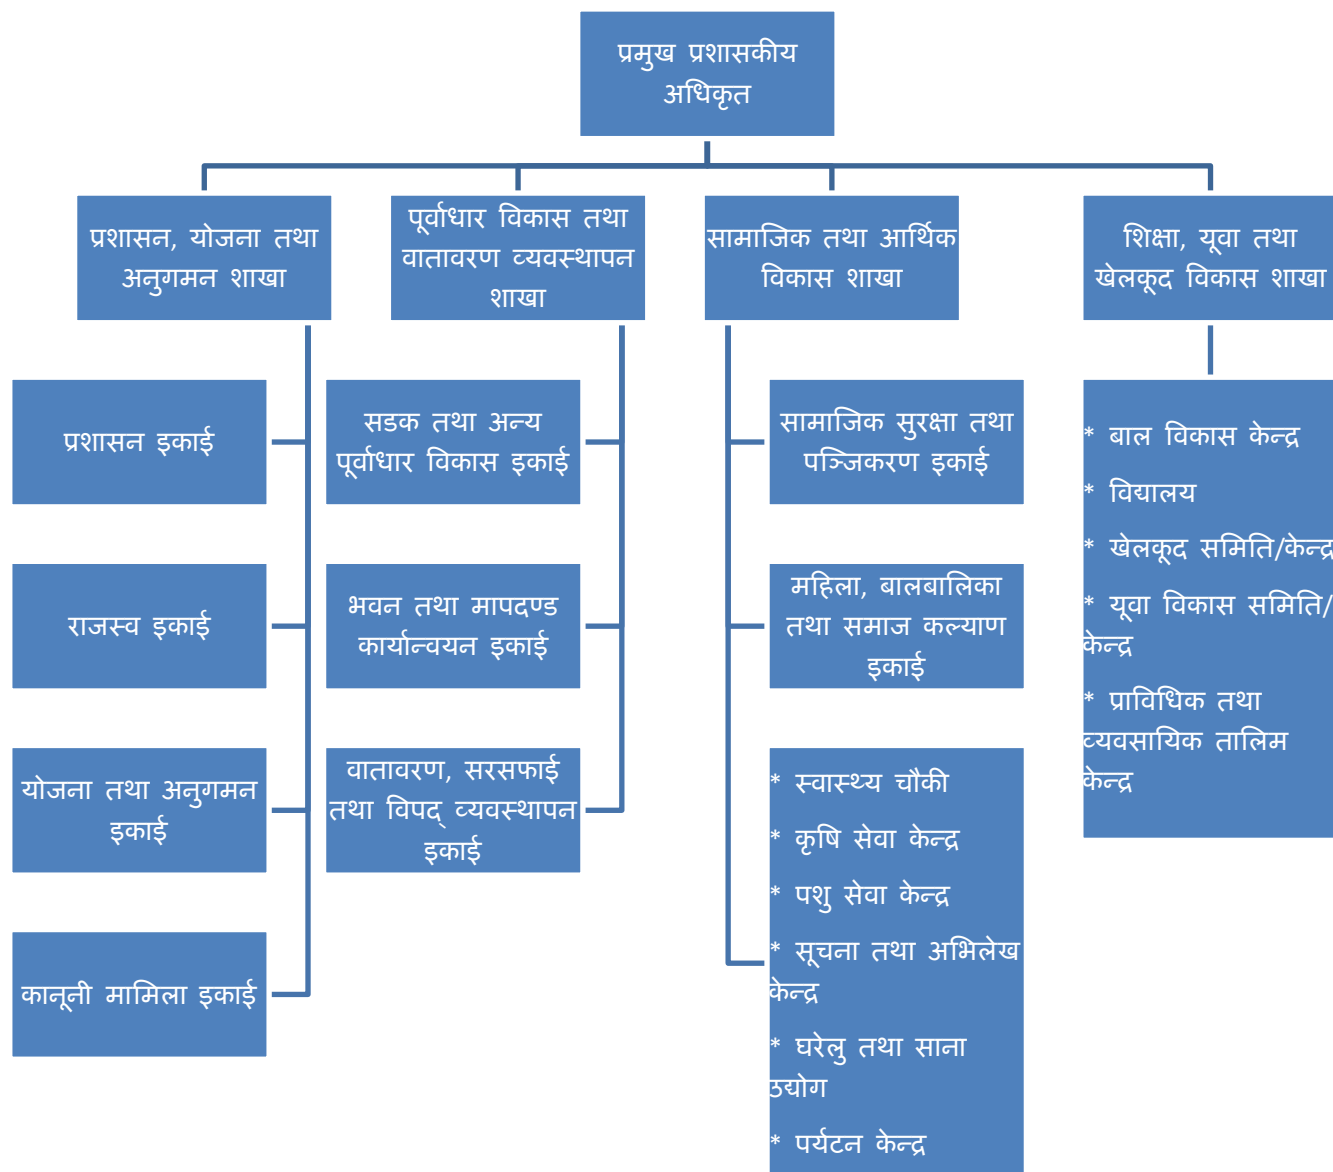 प्रमुख प्रशासकीय
अधिकृत
प्रशासन, योजना तथा
अनुगमन शाखा
पूर्वाधार विकास तथा
वातावरण व्यवस्थापन
शाखा
सामाजिक तथा आर्थिक
विकास शाखा
शिक्षा, यूवा तथा
खेलकूद विकास शाखा
प्रशासन इकाई
राजस्व इकाई
योजना तथा अनुगमन
इकाई
कानूनी मामिला इकाई
सडक तथा अन्य
पूर्वाधार विकास इकाई
भवन तथा मापदण्ड
कार्यान्वयन इकाई
वातावरण, सरसफाई
तथा विपद् व्यवस्थापन
इकाई
सामाजिक सुरक्षा तथा
पञ्जिकरण इकाई
महिला, बालबालिका
तथा समाज कल्याण
इकाई
* स्वास्थ्य चौकी
* कृषि सेवा केन्द्र
* पशु सेवा केन्द्र
* सूचना तथा अभिलेख
केन्द्र
* घरेलु तथा साना
उद्योग
* पर्यटन केन्द्र
* बाल विकास केन्द्र
* विद्यालय
* खेलकूद समिति/केन्द्र
* यूवा विकास समिति/
केन्द्र
* प्राविधिक तथा
व्यवसायिक तालिम
केन्द्र